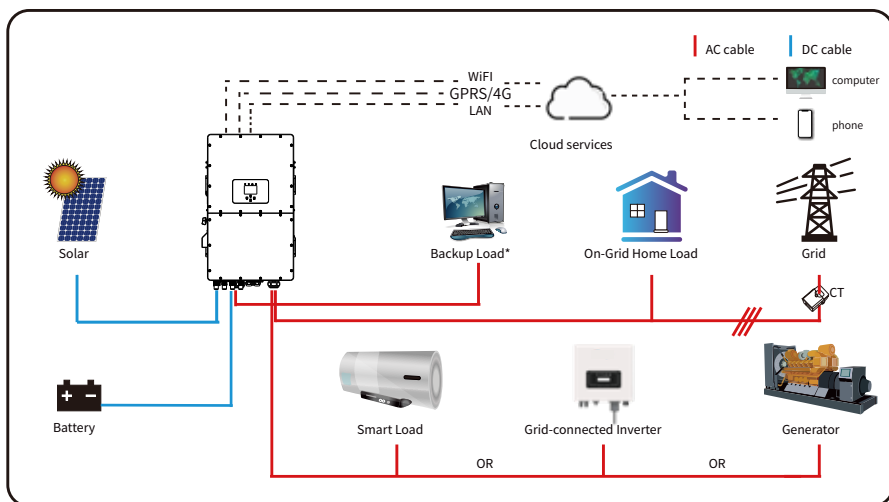 AC cable
DC cable
WiFI
GPRS/4G
LAN
computer
phone
Cloud services
Solar
Backup Load*
On-Grid Home Load
Grid
CT
Battery
Smart Load
Grid-connected Inverter
Generator
OR
OR